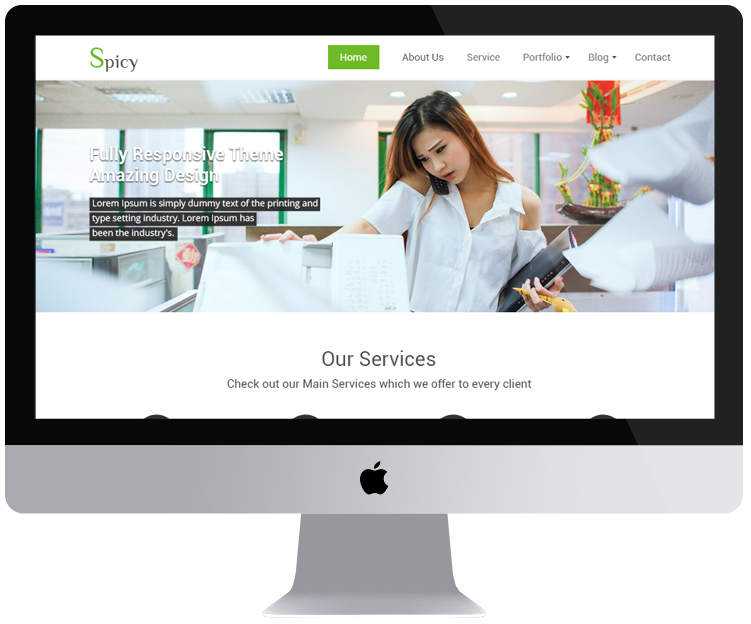 Spicy
Home
About Us
Service
Portfolio
Blog
Contact
Fully Responsive Theme
Amazing Design
Lorem Ipsum is simply dummy text of the printing and
type setting industry. Lorem Ipsum has
been the industry's.
Our Services
Check out our Main Services which we offer to every client